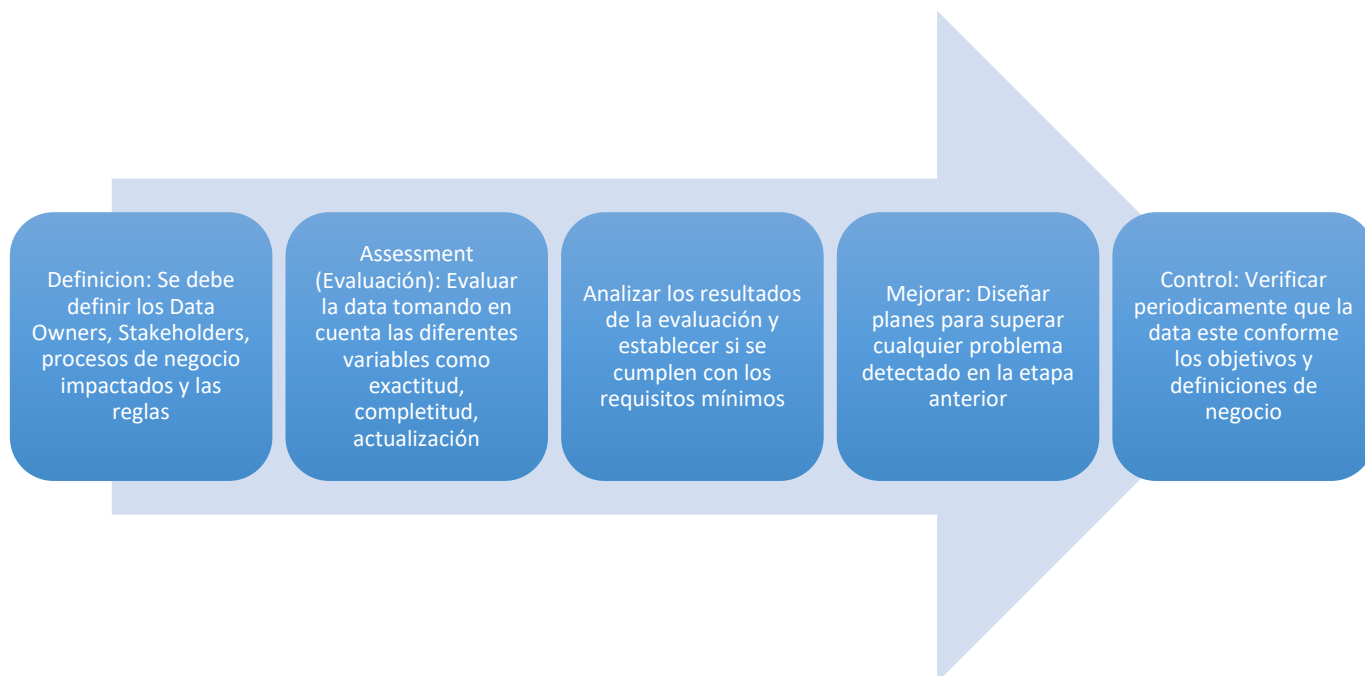 Definicion: Se debe
definir los Data
Owners, Stakeholders,
procesos de negocio
impactados y las
reglas
Assessment
(Evaluación): Evaluar
la data tomando en
cuenta las diferentes
variables como
exactitud,
completitud,
actualización
Analizar los resultados
de la evaluación y
establecer si se
cumplen con los
requisitos mínimos
Mejorar: Diseñar
planes para superar
cualquier problema
detectado en la etapa
anterior
Control: Verificar
periodicamente que la
data este conforme
los objetivos y
definiciones de
negocio